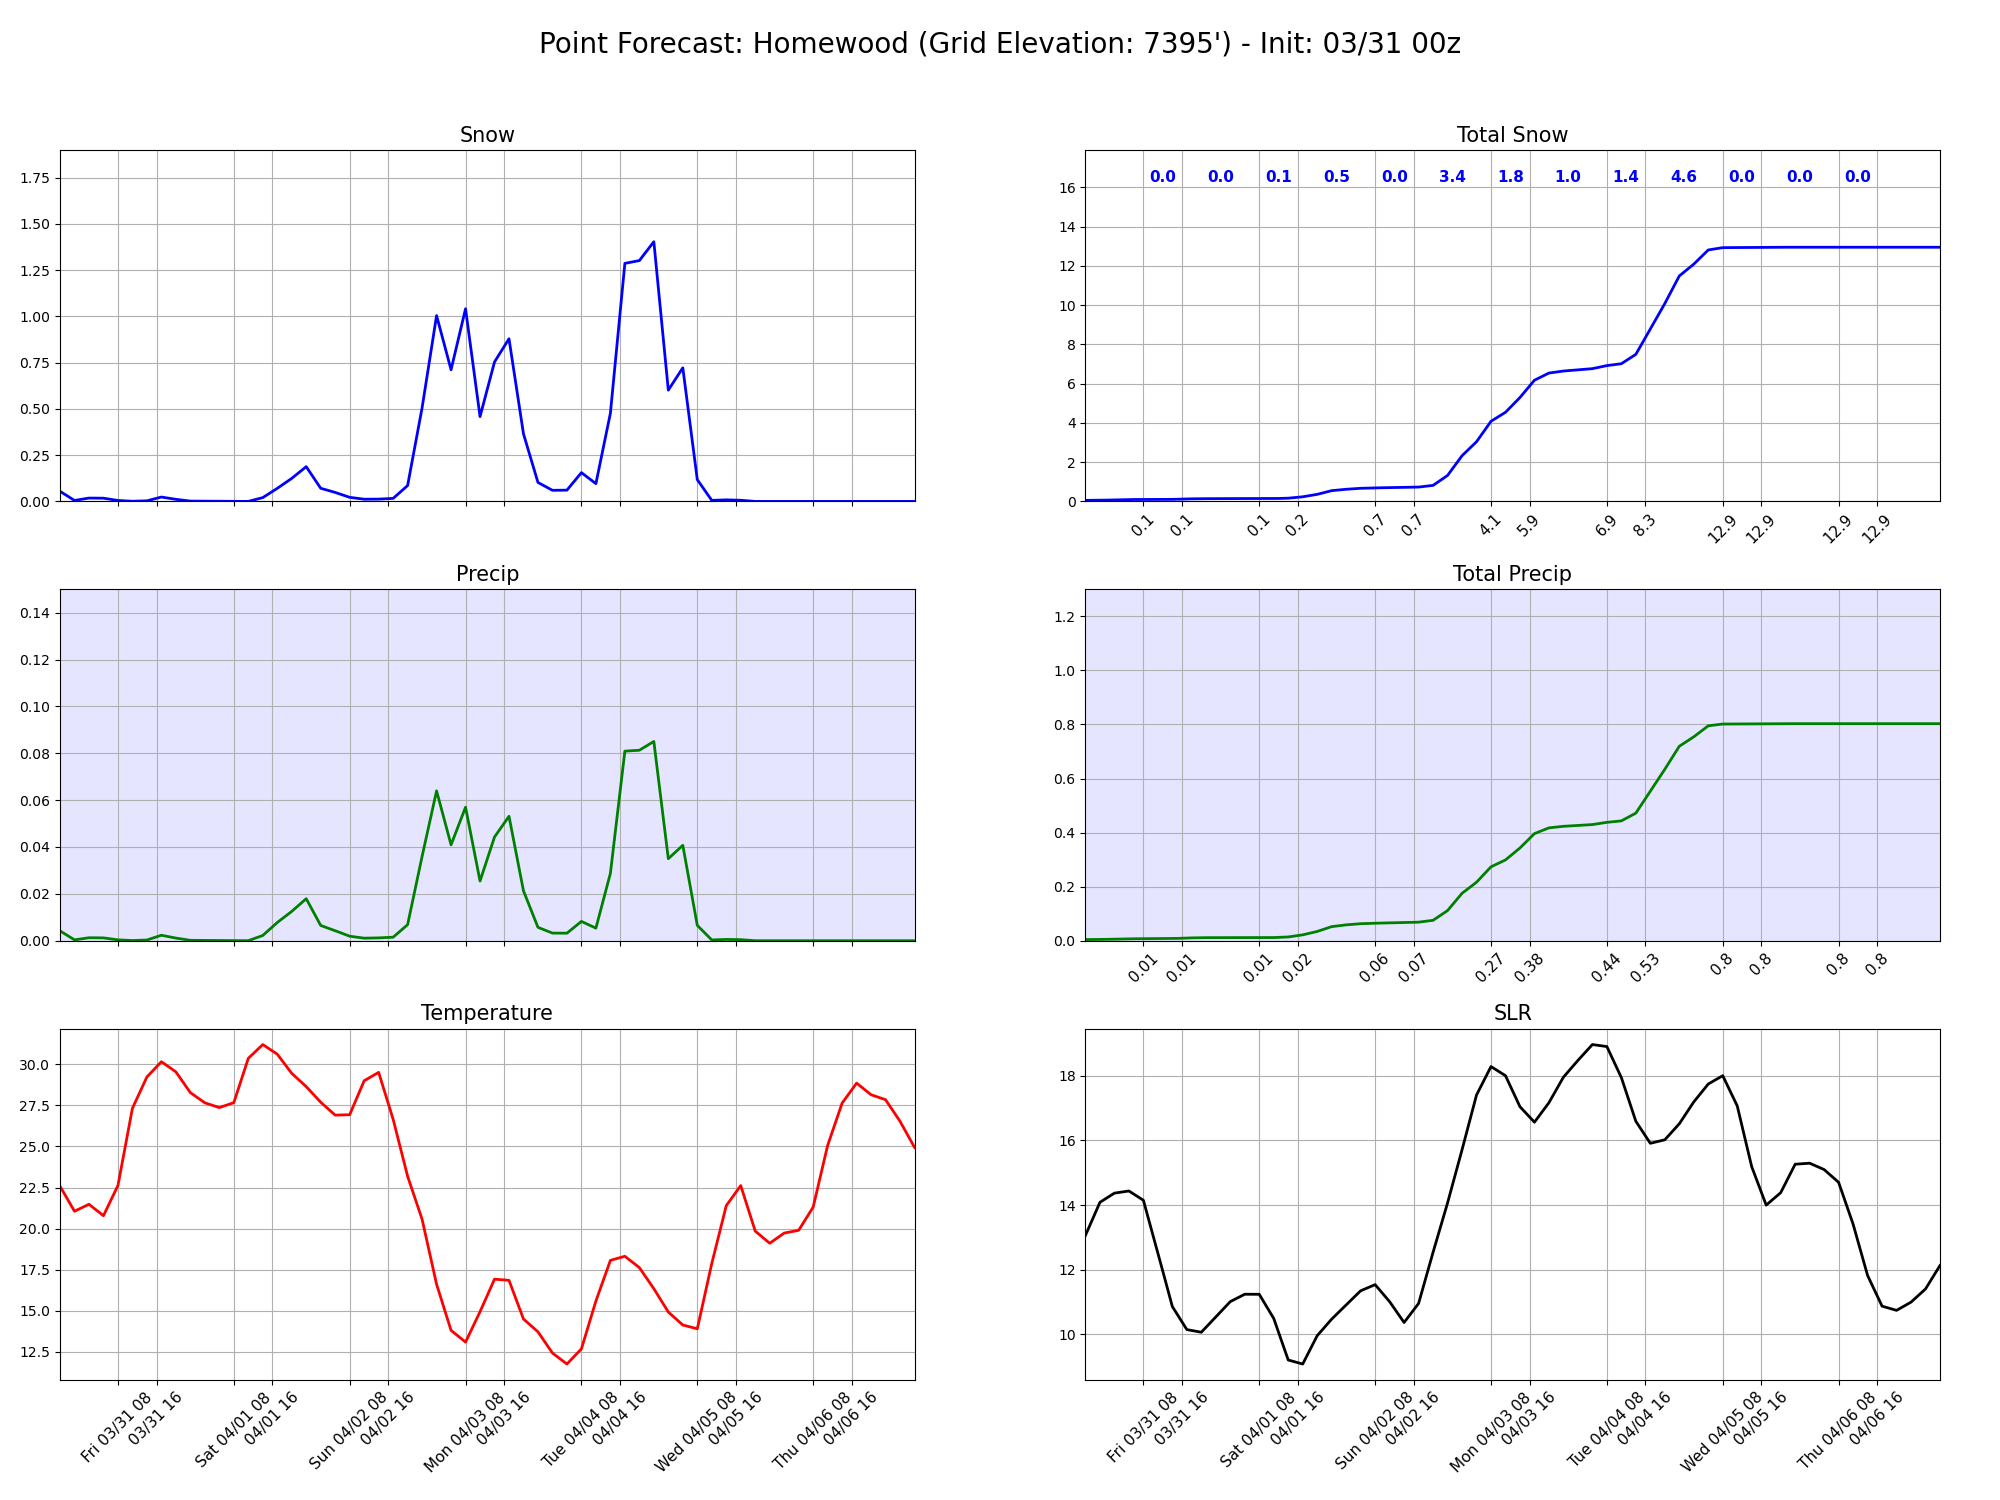 Point Forecast: Homewood (Grid Elevation: 7395') - Init: 03/31 00z
Snow
1.75
1.50
1.25
1.00
0.75
0.50
0.25
0.00
Total Snow
0.0 0.0 0.1 0.5 0.0 3.4 1.8 1.0 1.4 4.6 0.0 0.0 0.0
16
14
12
10
8
6
4
2
0
0.1 0.1 0.1 0.2 0.7 0.7 4.1 5.9 6.9 8.3 12.9 12.9 12.9 12.9
Precip
0.14
0.12
0.10
0.08
0.06
0.04
0.02
0.00
Total Precip
1.2
1.0
0.8
0.6
0.4
0.2
0.0
0.01 0.01 0.01 0.02 0.06 0.07 0.27 0.38 0.44 0.53 0.8 0.8 0.8 0.8
Temperature
30.0
27.5
25.0
22.5
20.0
17.5
15.0
12.5
Fri 03/31 08
03/31 16
Sat 04/01 08
04/01 16
Sun 04/02 08
04/02 16
Mon 04/03 08
04/03 16
Tue 04/04 08
04/04 16
Wed 04/05 08
04/05 16
Thu 04/06 08
04/06 16
SLR
18
16
14
12
10
Fri 03/31 08
03/31 16
Sat 04/01 08
04/01 16
Sun 04/02 08
04/02 16
Mon 04/03 08
04/03 16
Tue 04/04 08
04/04 16
Wed 04/05 08
04/05 16
Thu 04/06 08
04/06 16